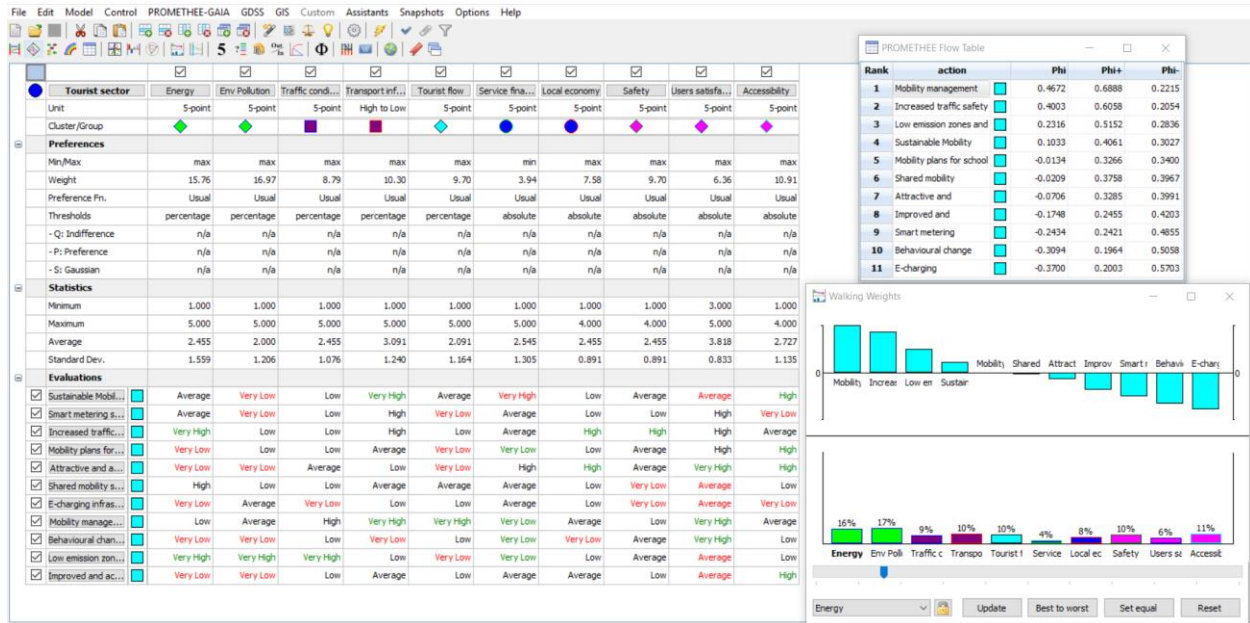 File Edit Model Control PROMETHEE-GAIA GDSS GIS Custom Assistants Snapshots Options Help
Tourist sector Energy Env Pollution Traffic condi... Transport inf... Tourist flow Service fina... Local economy Safety Users satisfa... Accessibility
Unit 5-point 5-point 5-point High to Low 5-point 5-point 5-point 5-point 5-point 5-point
Cluster/Group
Preferences
Min/Max max max max max max min max max max max
Weight 15.76 16.97 8.79 10.30 9.70 3.94 7.58 9.70 6.36 10.91
Preference Fn. Usual Usual Usual Usual Usual Usual Usual Usual Usual Usual
Thresholds percentage percentage percentage percentage percentage absolute absolute absolute absolute absolute
- Q: Indifference n/a n/a n/a n/a n/a n/a n/a n/a n/a n/a
- P: Preference n/a n/a n/a n/a n/a n/a n/a n/a n/a n/a
- S: Gaussian n/a n/a n/a n/a n/a n/a n/a n/a n/a n/a
Statistics
Minimum 1.000 1.000 1.000 1.000 1.000 1.000 1.000 1.000 3.000 1.000
Maximum 5.000 2.000 5.000 5.000 5.000 5.000 4.000 4.000 5.000 4.000
Average 2.455 2.000 2.455 3.091 2.091 2.545 2.455 2.455 3.818 2.727
Standard Dev. 1.559 1.206 1.076 1.240 1.164 1.305 0.891 0.891 0.833 1.135
Evaluations
Sustainable Mobil... Average Very Low Low Very High Average Very High Low Average Average High
Smart metering s... Average Very Low Low High Very Low Average Low Low High Very Low
Increased traffic... Very High Low Low High Low Average High High High Average
Mobility plans for... Very Low Low Low Average Very Low Very Low Low Average High High
Attractive and a... Very Low Very Low Average Low Very Low High High Average Very High High
Shared mobility s... High Low Low Average Average Average Low Very Low Average High
E-charging infras... Very Low Average Very Low Low Low Average Low Very Low Average Very Low
Mobility manage... Low Average High Very High Very High Very Low Average Low Very High Average
Behavioural chan... Very Low Very Low Low Very Low Low Very Low Very Low Average Very High Low
Low emission zon... Very High Very High Very High Low Very Low Very Low Low Average Average Low
Improved and ac... Very Low Very Low Low Average Low Average Average Low Average High
PROMETHEE Flow Table
Rank action Phi Phi+ Phi-
1 Mobility management 0.4672 0.6888 0.2215
2 Increased traffic safety 0.4003 0.6058 0.2054
3 Low emission zones and 0.2316 0.5152 0.2836
4 Sustainable Mobility 0.1033 0.4061 0.3027
5 Mobility plans for school -0.0134 0.3266 0.3400
6 Shared mobility -0.0209 0.3758 0.3967
7 Attractive and -0.0706 0.3285 0.3991
8 Improved and -0.1748 0.2455 0.4203
9 Smart metering -0.2434 0.2421 0.4855
10 Behavioural change -0.3094 0.1964 0.5058
11 E-charging -0.3700 0.2003 0.5703
Walking Weights
Mobility Shared Attract Improv Smart Behavi E-charg
0 0
Mobility Increas Low em Sustain
16% 17% 9% 10% 10% 4% 8% 10% 6% 11%
Energy Env Poll Traffic c Transpo Tourist f Service Local ec Safety Users sa Accessib
Energy Update Best to worst Set equal Reset